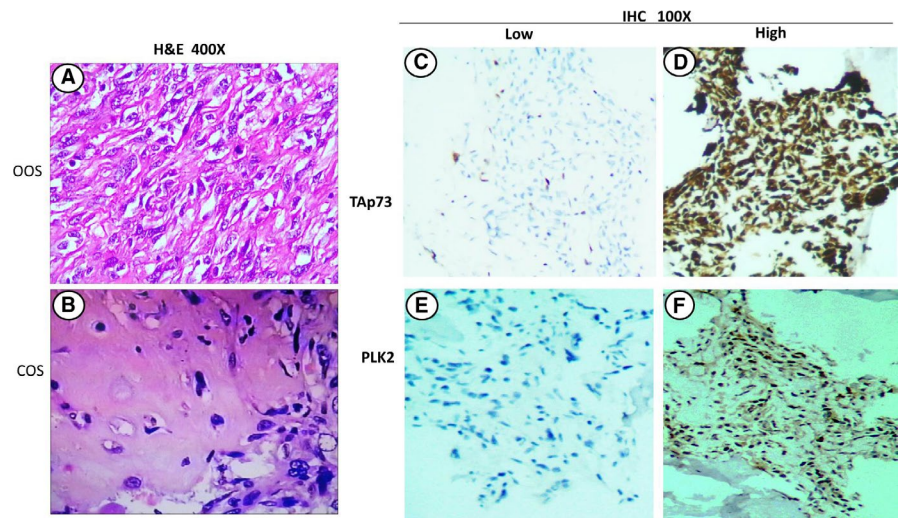 IHC 100X
H&E 400X
Low
High
A
C
D
OOS
TAp73
B
E
F
COS
PLK2